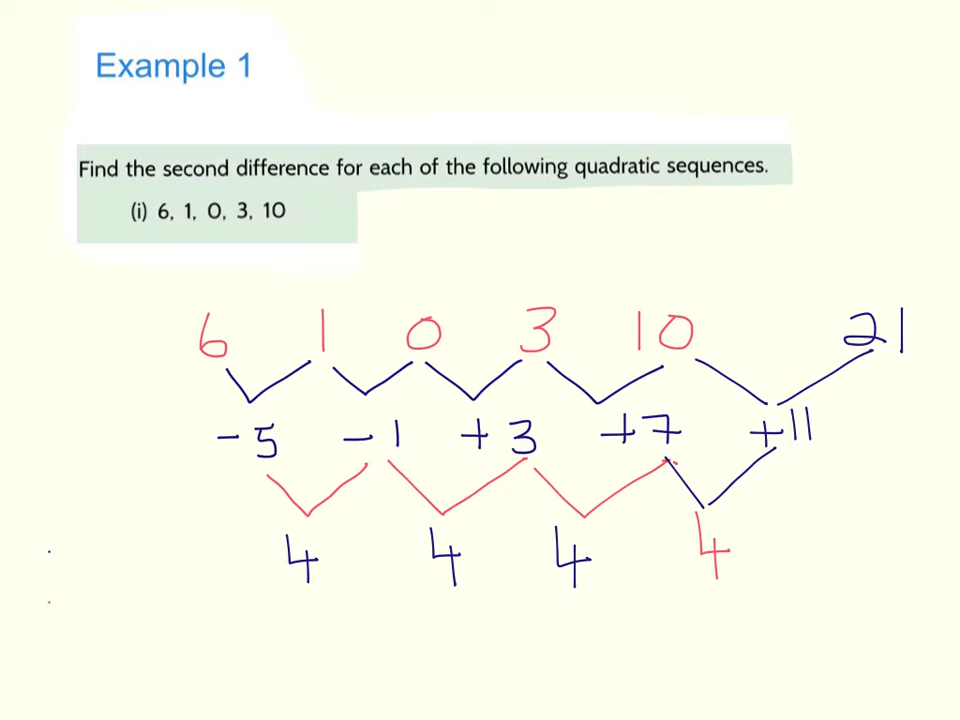 Example 1
Find the second difference for each of the following quadratic sequences.
(i) 6, 1, 0, 3, 10
6 1 0 3 10 21
-5 -1 +3 +7 +11
4 4 4 4